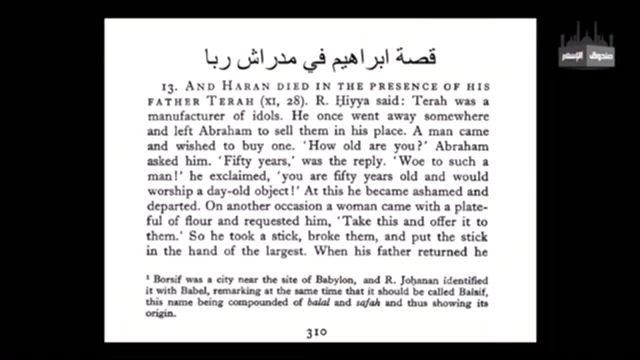 قصة ابراهيم في مدراش ربا
صندوق الإسلام
13. AND HARAN DIED IN THE PRESENCE OF HIS
FATHER TERAH (XI, 28). R. Ḥiyya said: Terah was a
manufacturer of idols. He once went away somewhere
and left Abraham to sell them in his place. A man came
and wished to buy one. ‘How old are you?’ Abraham
asked him. ‘Fifty years,’ was the reply. ‘Woe to such a
man!’ he exclaimed, ‘you are fifty years old and would
worship a day-old object!’ At this he became ashamed and
departed. On another occasion a woman came with a plate-
ful of flour and requested him, ‘Take this and offer it to
them.’ So he took a stick, broke them, and put the stick
in the hand of the largest. When his father returned he
¹ Borsif was a city near the site of Babylon, and R. Joḥanan identified
it with Babel, remarking at the same time that it should be called Balsif,
this name being compounded of balal and safah and thus showing its
origin.
310